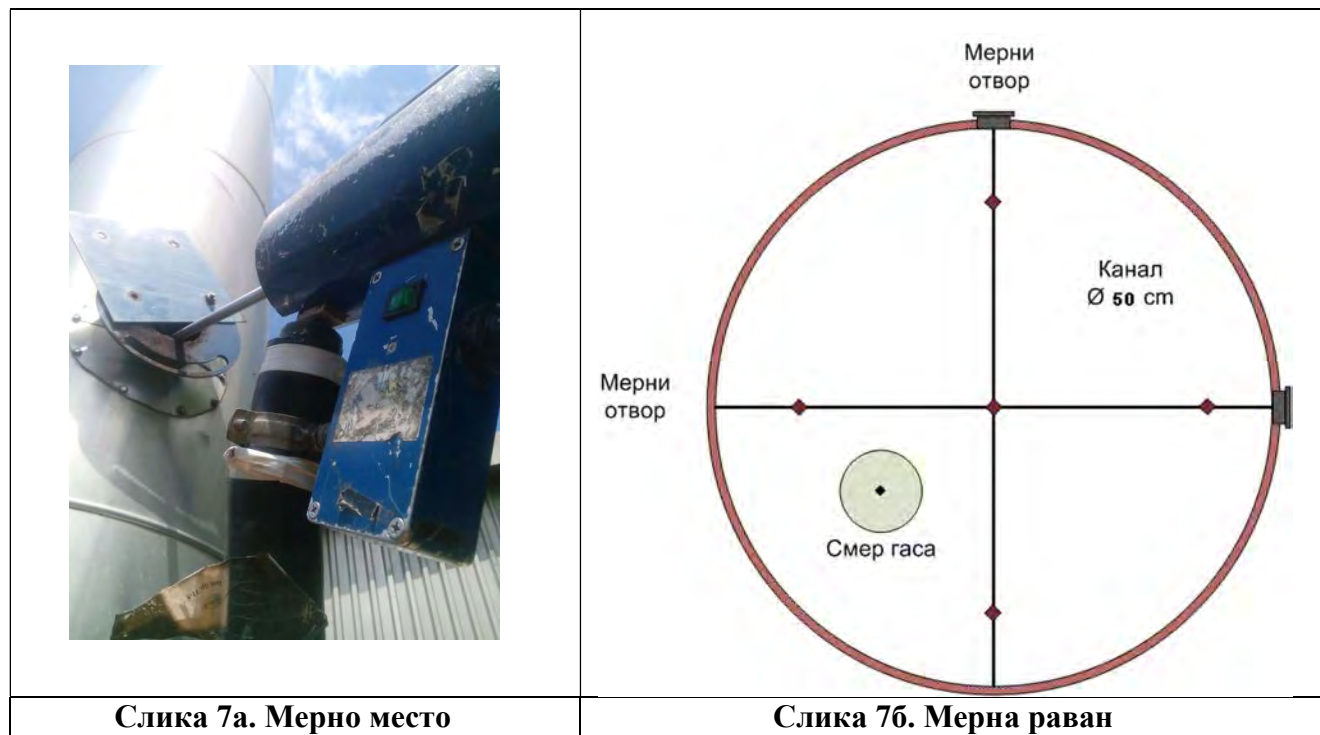 Мерни
отвор
Канал
Ø 50 cm
Мерни
отвор
Смер гаса
Слика 7а. Мерно место
Слика 7б. Мерна раван